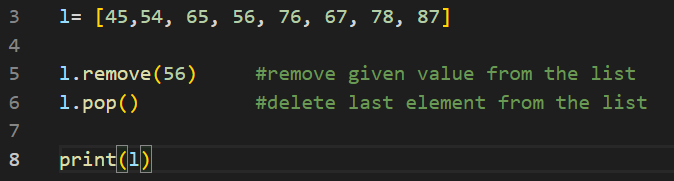 3 l= [45,54, 65, 56, 76, 67, 78, 87]
4
5 l.remove(56) #remove given value from the list
6 l.pop() #delete last element from the list
7
8 print(l)